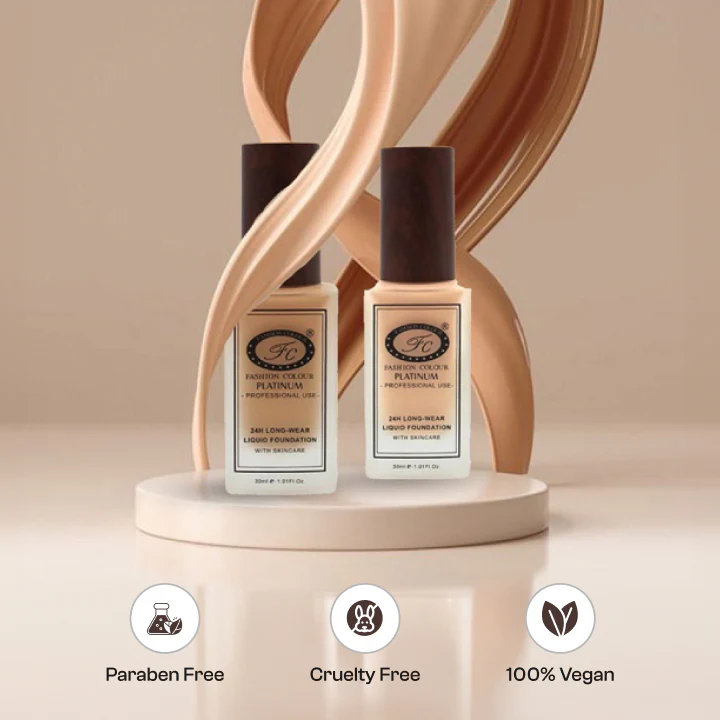 FC
FASHION COLOUR
PLATINUM
- PROFESSIONAL USE -
24H LONG-WEAR
LIQUID FOUNDATION
WITH SKINCARE
30ml ℮ 1.01Fl.Oz
®
FC
FASHION COLOUR
PLATINUM
- PROFESSIONAL USE -
24H LONG-WEAR
LIQUID FOUNDATION
WITH SKINCARE
30ml ℮ 1.01Fl.Oz
®
Paraben Free
Cruelty Free
100% Vegan